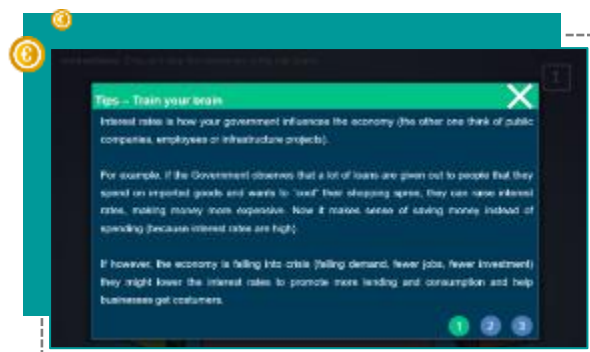 Tips – Train your brain
Interest rates is how your government influences the economy (the other one think of public
companies, employees or infrastructure projects).
For example, if the Government observes that a lot of loans are given out to people that they
spend on imported goods and wants to "cool" their shopping spree, they can raise interest
rates, making money more expensive. Now it makes sense of saving money instead of
spending (because interest rates are high).
If however, the economy is falling into crisis (falling demand, fewer jobs, fewer investment)
they might lower the interest rates to promote more lending and consumption and help
businesses get costumers.
1 2 3